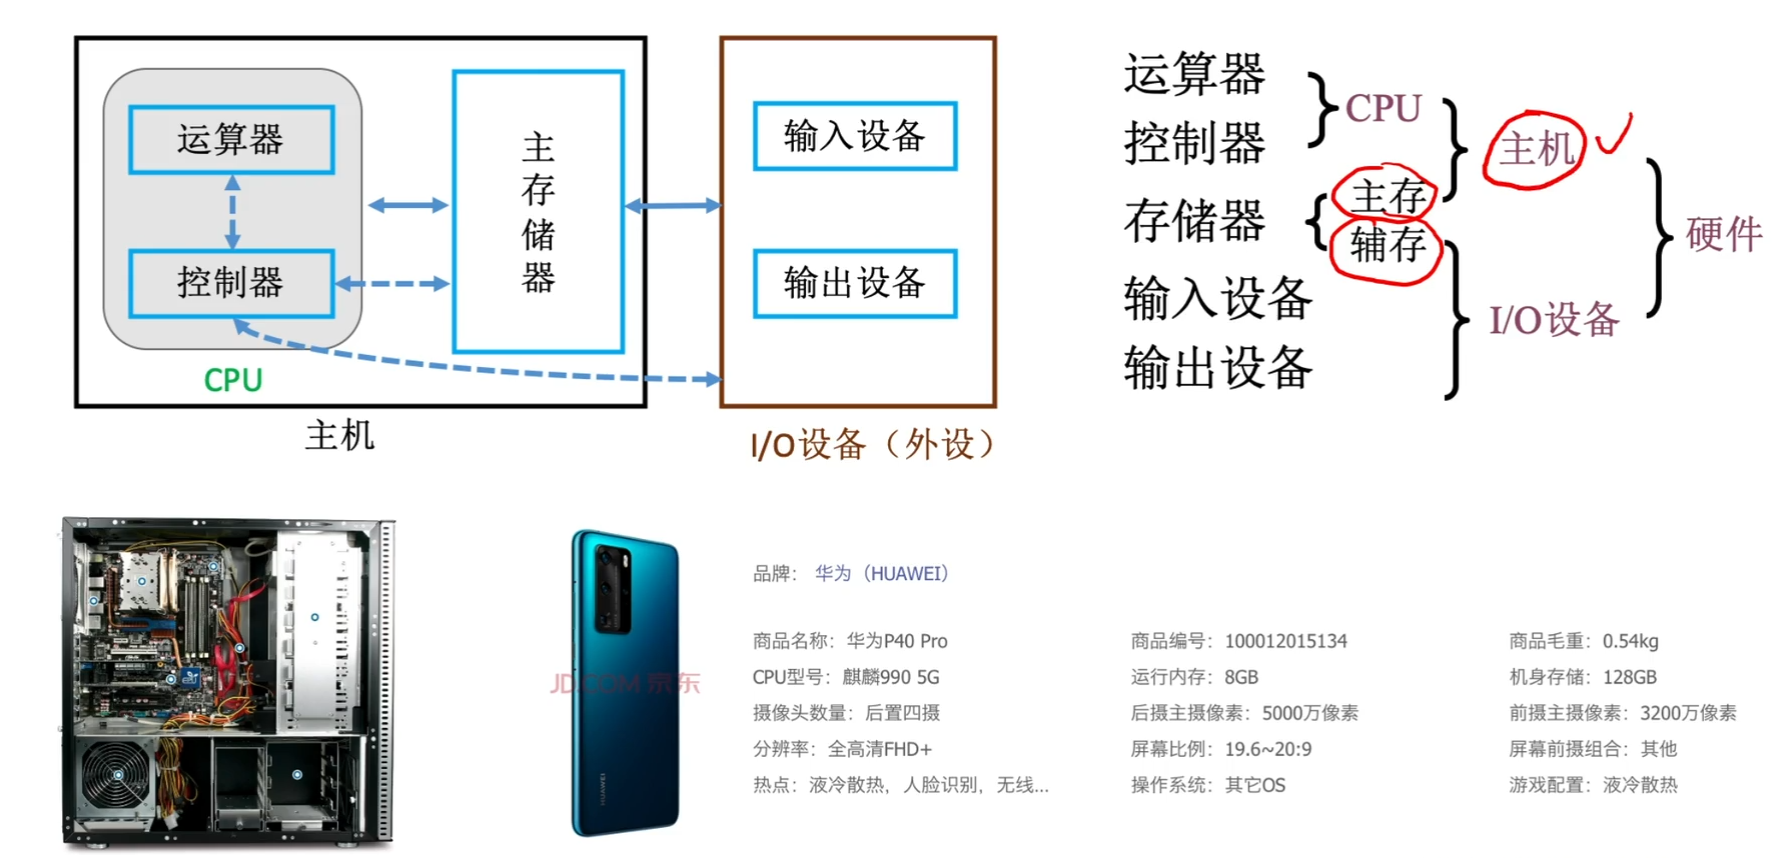 运算器
控制器
CPU
主存储器
主机
输入设备
输出设备
I/O设备（外设）
运算器
控制器
CPU
存储器
主存
辅存
主机
输入设备
输出设备
I/O设备
硬件
JD.COM 京东
HUAWEI
品牌： 华为（HUAWEI）
商品名称：华为P40 Pro 商品编号：100012015134 商品毛重：0.54kg
CPU型号：麒麟990 5G 运行内存：8GB 机身存储：128GB
摄像头数量：后置四摄 后摄主摄像素：5000万像素 前摄主摄像素：3200万像素
分辨率：全高清FHD+ 屏幕比例：19.6~20:9 屏幕前摄组合：其他
热点：液冷散热，人脸识别，无线... 操作系统：其它OS 游戏配置：液冷散热